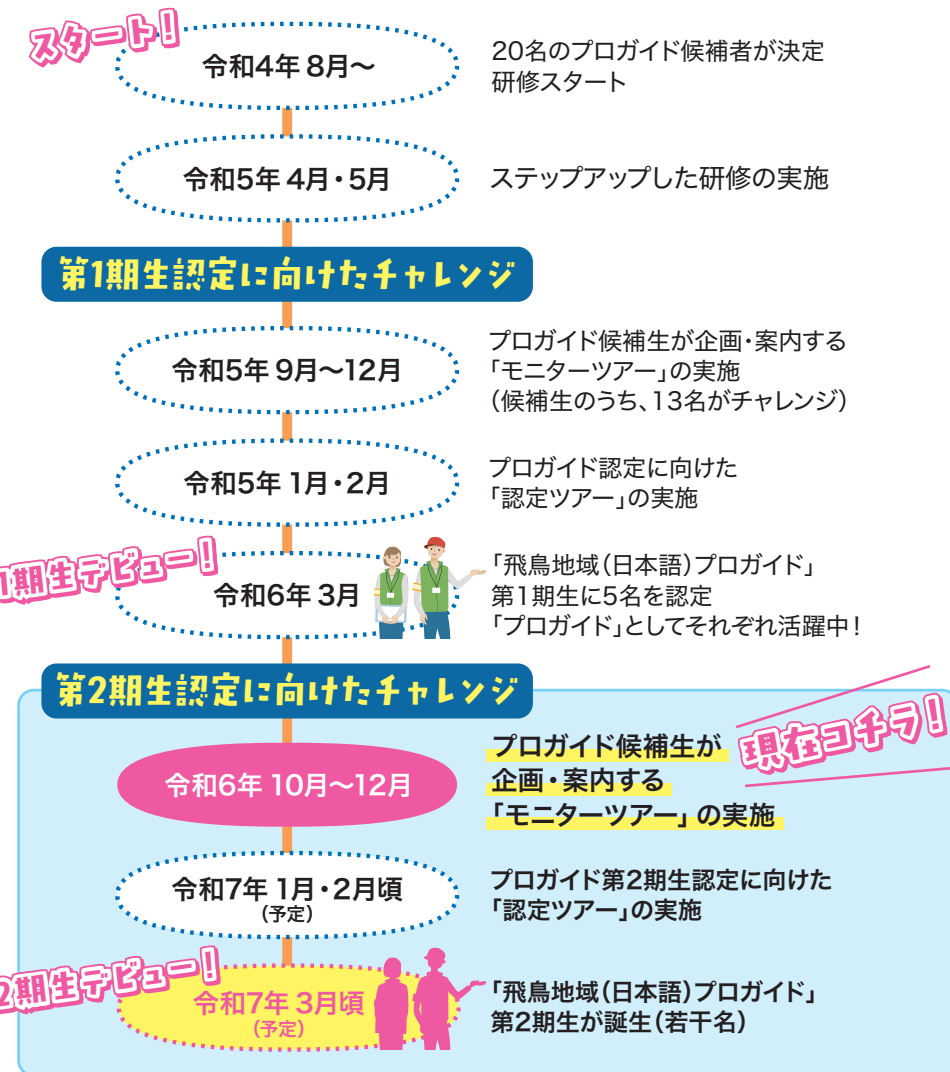 スタート!
令和4年 8月〜
20名のプロガイド候補者が決定
研修スタート
令和5年 4月・5月
ステップアップした研修の実施
第1期生認定に向けたチャレンジ
令和5年 9月〜12月
プロガイド候補生が企画・案内する
「モニターツアー」の実施
(候補生のうち、13名がチャレンジ)
令和5年 1月・2月
プロガイド認定に向けた
「認定ツアー」の実施
1期生デビュー!
令和6年 3月
「飛鳥地域(日本語)プロガイド」
第1期生に5名を認定
「プロガイド」としてそれぞれ活躍中!
第2期生認定に向けたチャレンジ
現在コチラ!
令和6年 10月〜12月
プロガイド候補生が
企画・案内する
「モニターツアー」の実施
令和7年 1月・2月頃
(予定)
プロガイド第2期生認定に向けた
「認定ツアー」の実施
2期生デビュー!
令和7年 3月頃
(予定)
「飛鳥地域(日本語)プロガイド」
第2期生が誕生(若干名)